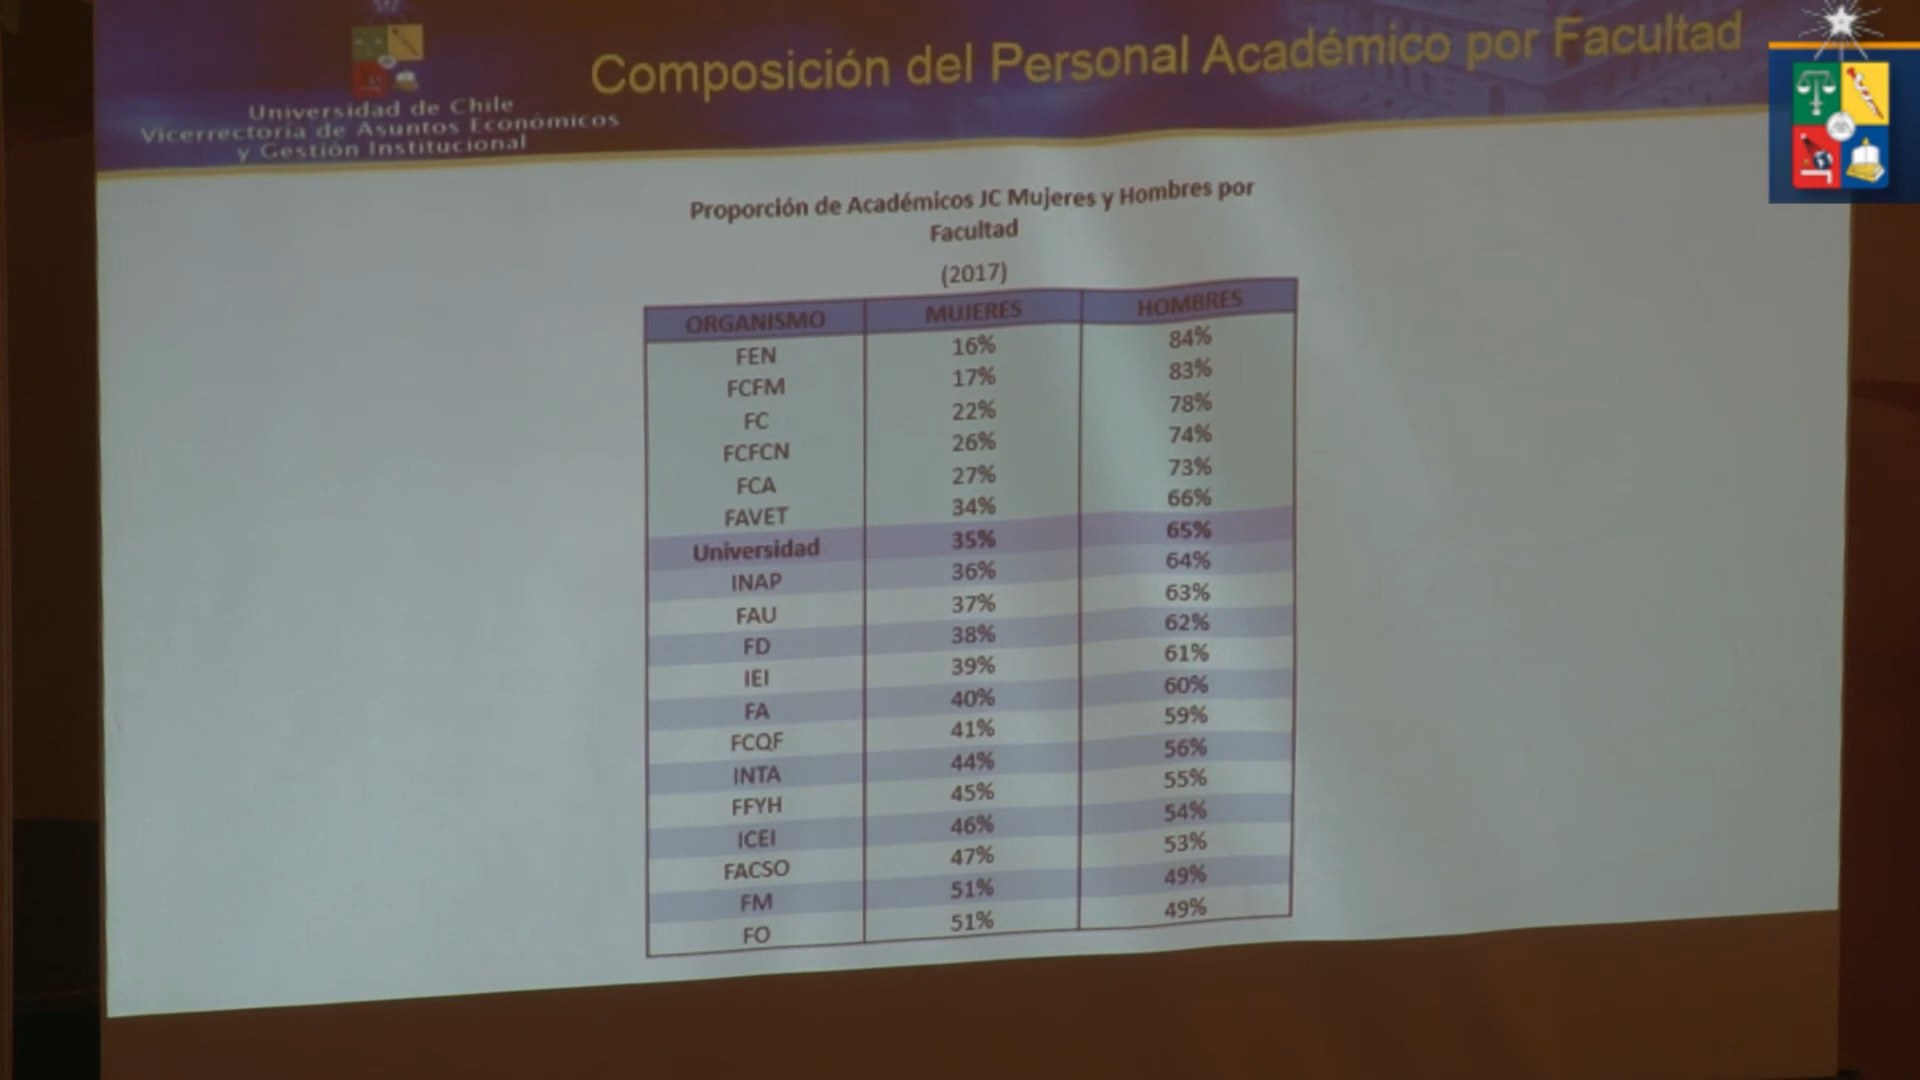 Composición del Personal Académico por Facultad
Universidad de Chile
Vicerrectoría de Asuntos Económicos
y Gestión Institucional
Proporción de Académicos JC Mujeres y Hombres por
Facultad
(2017)
ORGANISMO MUJERES HOMBRES
FEN 16% 84%
FCFM 17% 83%
FC 22% 78%
FCFCN 26% 74%
FCA 27% 73%
FAVET 34% 66%
Universidad 35% 65%
INAP 36% 64%
FAU 37% 63%
FD 38% 62%
IEI 39% 61%
FA 40% 60%
FCQF 41% 59%
INTA 44% 56%
FFYH 45% 55%
ICEI 46% 54%
FACSO 47% 53%
FM 51% 49%
FO 51% 49%